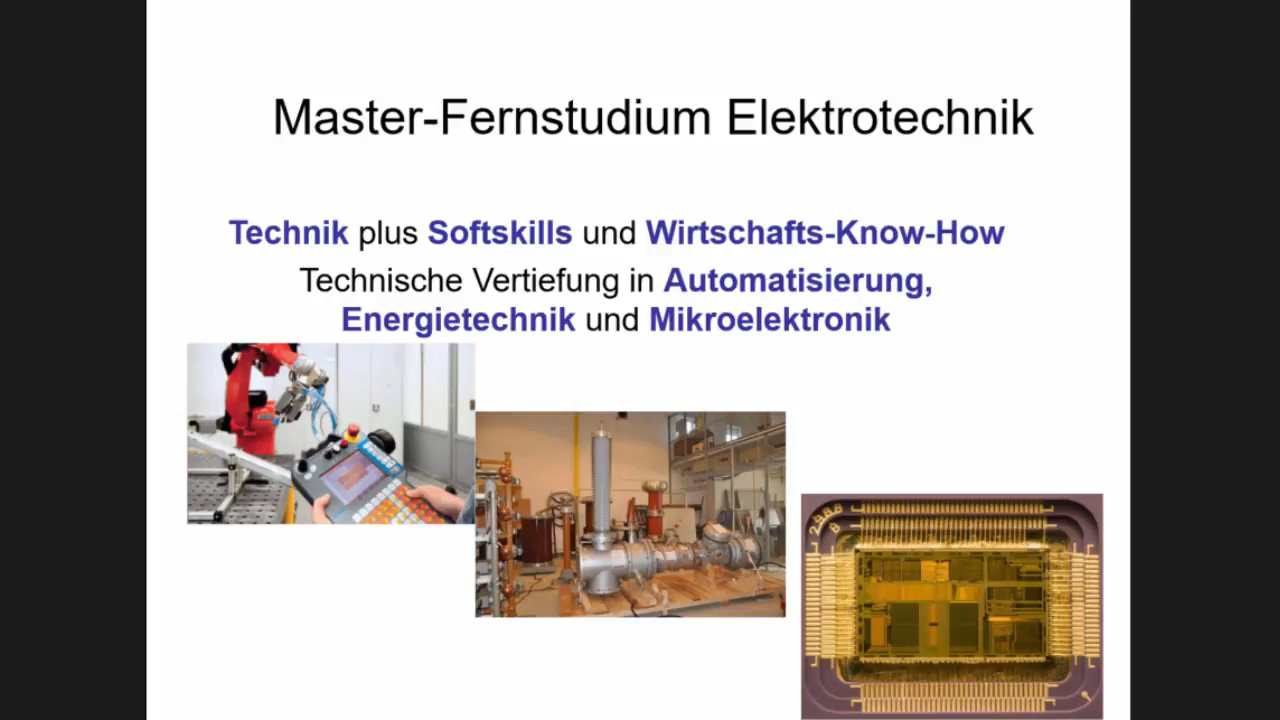 Master-Fernstudium Elektrotechnik
Technik plus Softskills und Wirtschafts-Know-How
Technische Vertiefung in Automatisierung,
Energietechnik und Mikroelektronik